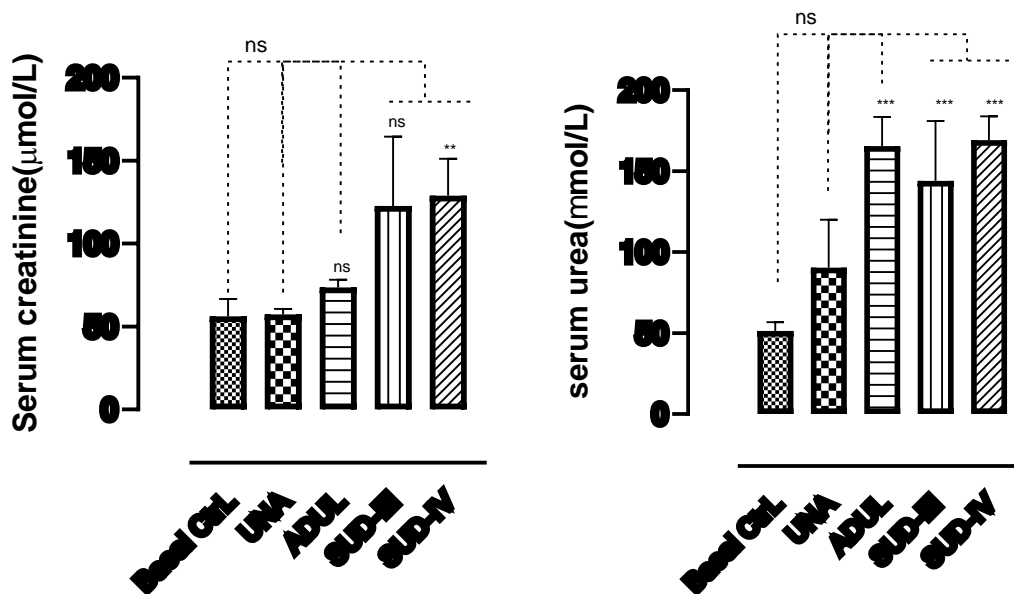 Serum creatinine(μmol/L)
200
150
100
50
0
ns
ns
ns
**
Basal Ctrl
UNA
ADUL
SUD-III
SUD-IV
serum urea(mmol/L)
200
150
100
50
0
ns
***
***
***
Basal Ctrl
UNA
ADUL
SUD-III
SUD-IV